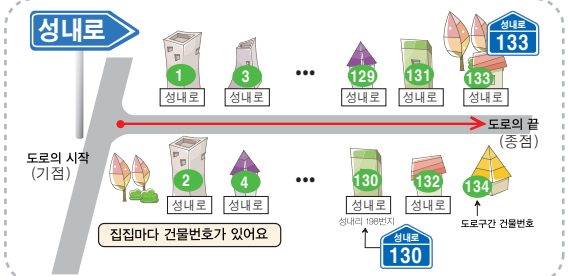 성내로
성내로
133
1
3
•••
129
131
133
성내로
성내로
성내로
성내로
성내로
도로의 시작
(기점)
도로의 끝
(종점)
2
4
•••
130
132
134
성내로
성내로
성내로
성내로
성내리 198번지
도로구간 건물번호
집집마다 건물번호가 있어요
성내로
130